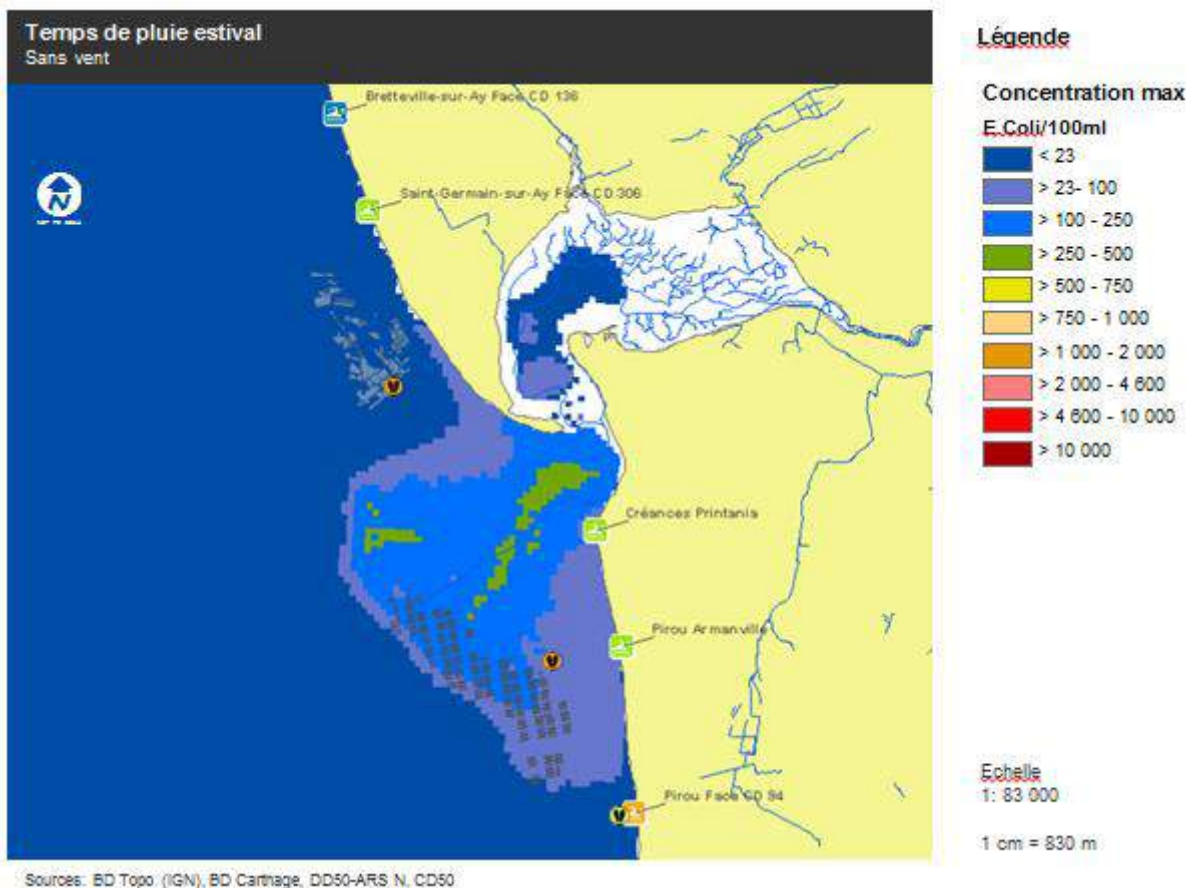 Temps de pluie estival
Sans vent
Bretteville-sur-Ay Face CD 136
Saint-Germain-sur-Ay Face CD 306
N
Créances Printania
Pirou Armanville
Pirou Face CD 94
Légende
Concentration max
E.Coli/100ml
< 23
> 23- 100
> 100 - 250
> 250 - 500
> 500 - 750
> 750 - 1 000
> 1 000 - 2 000
> 2 000 - 4 600
> 4 600 - 10 000
> 10 000
Echelle
1: 83 000
1 cm = 830 m
Sources: BD Topo (IGN), BD Carthage, DD50-ARS N, CD50